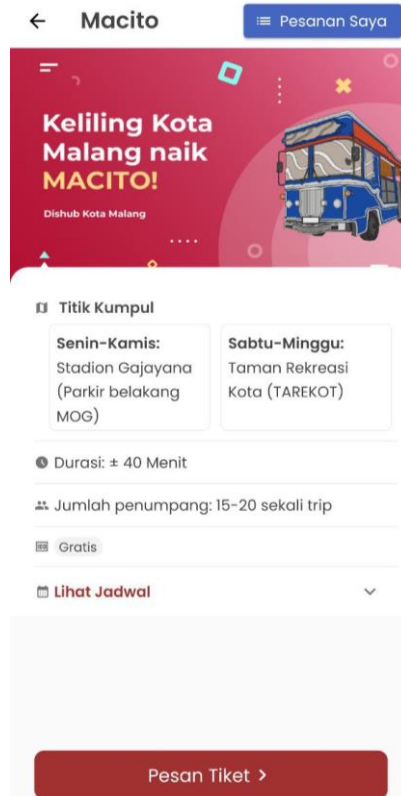 Macito
Pesanan Saya
Keliling Kota
Malang naik
MACITO!
Dishub Kota Malang
Titik Kumpul
Senin-Kamis:
Stadion Gajayana
(Parkir belakang
MOG)
Sabtu-Minggu:
Taman Rekreasi
Kota (TAREKOT)
Durasi: ± 40 Menit
Jumlah penumpang: 15-20 sekali trip
Gratis
Lihat Jadwal
Pesan Tiket >